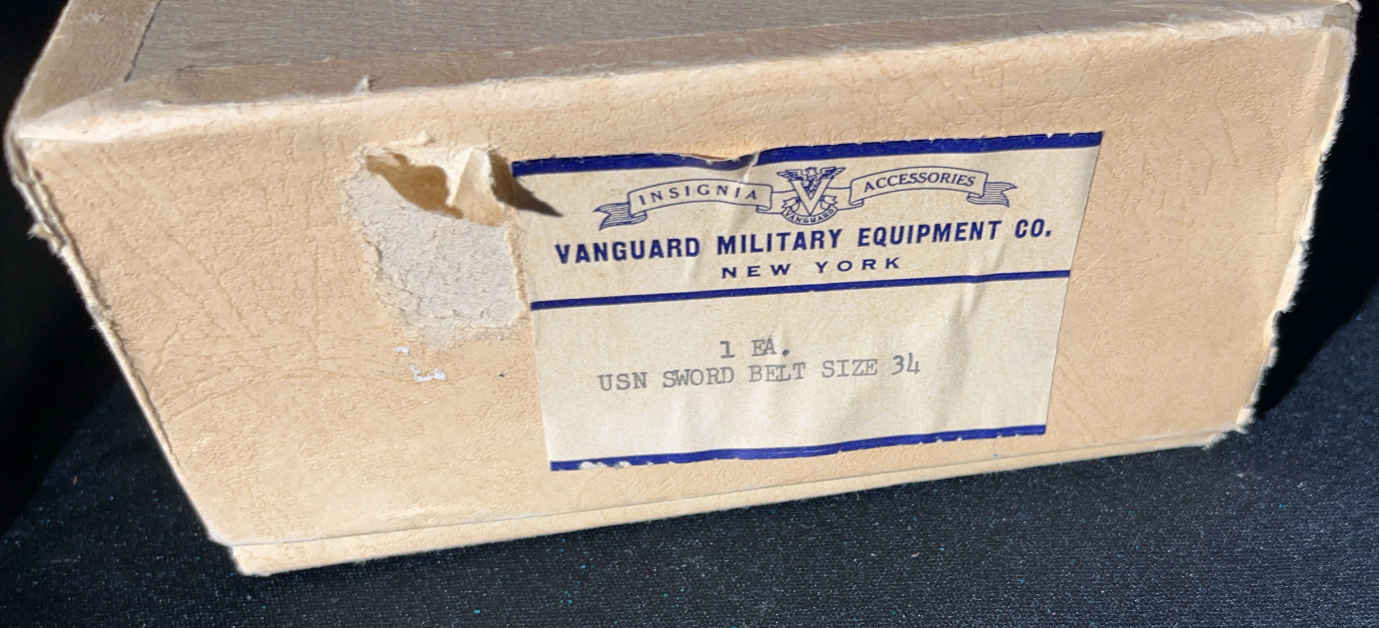 INSIGNIA ACCESSORIES
VANGUARD
VANGUARD MILITARY EQUIPMENT CO.
NEW YORK
1 EA.
USN SWORD BELT SIZE 34